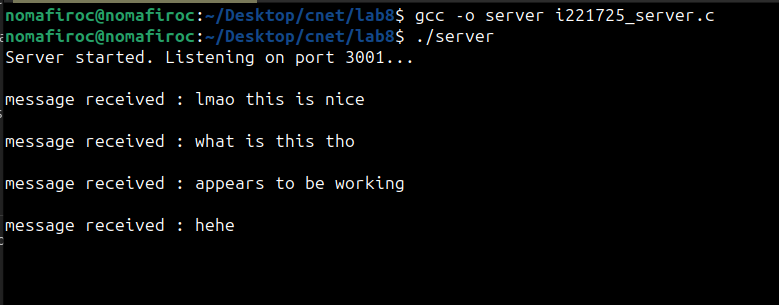 nomafiroc@nomafiroc:~/Desktop/cnet/lab8$ gcc -o server i221725_server.c
nomafiroc@nomafiroc:~/Desktop/cnet/lab8$ ./server
Server started. Listening on port 3001...
message received : lmao this is nice
message received : what is this tho
message received : appears to be working
message received : hehe